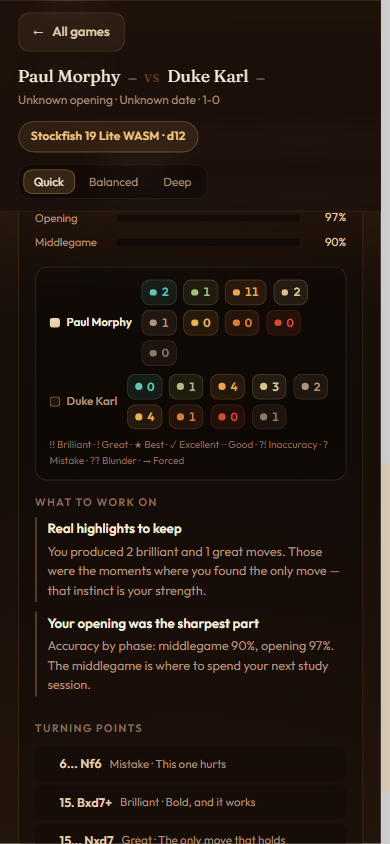 ← All games
Paul Morphy – vs Duke Karl –
Unknown opening · Unknown date · 1-0
Stockfish 19 Lite WASM · d12
Quick Balanced Deep
Opening 97%
Middlegame 90%
2 1 11 2
Paul Morphy 1 0 0 0
0
0 1 4 3 2
Duke Karl
4 1 0 1
!! Brilliant · ! Great · ★ Best · ✓ Excellent · · Good · ?! Inaccuracy · ?
Mistake · ?? Blunder · → Forced
WHAT TO WORK ON
Real highlights to keep
You produced 2 brilliant and 1 great moves. Those
were the moments where you found the only move —
that instinct is your strength.
Your opening was the sharpest part
Accuracy by phase: middlegame 90%, opening 97%.
The middlegame is where to spend your next study
session.
TURNING POINTS
6... Nf6 Mistake · This one hurts
15. Bxd7+ Brilliant · Bold, and it works
15... Nxd7 Great · The only move that holds